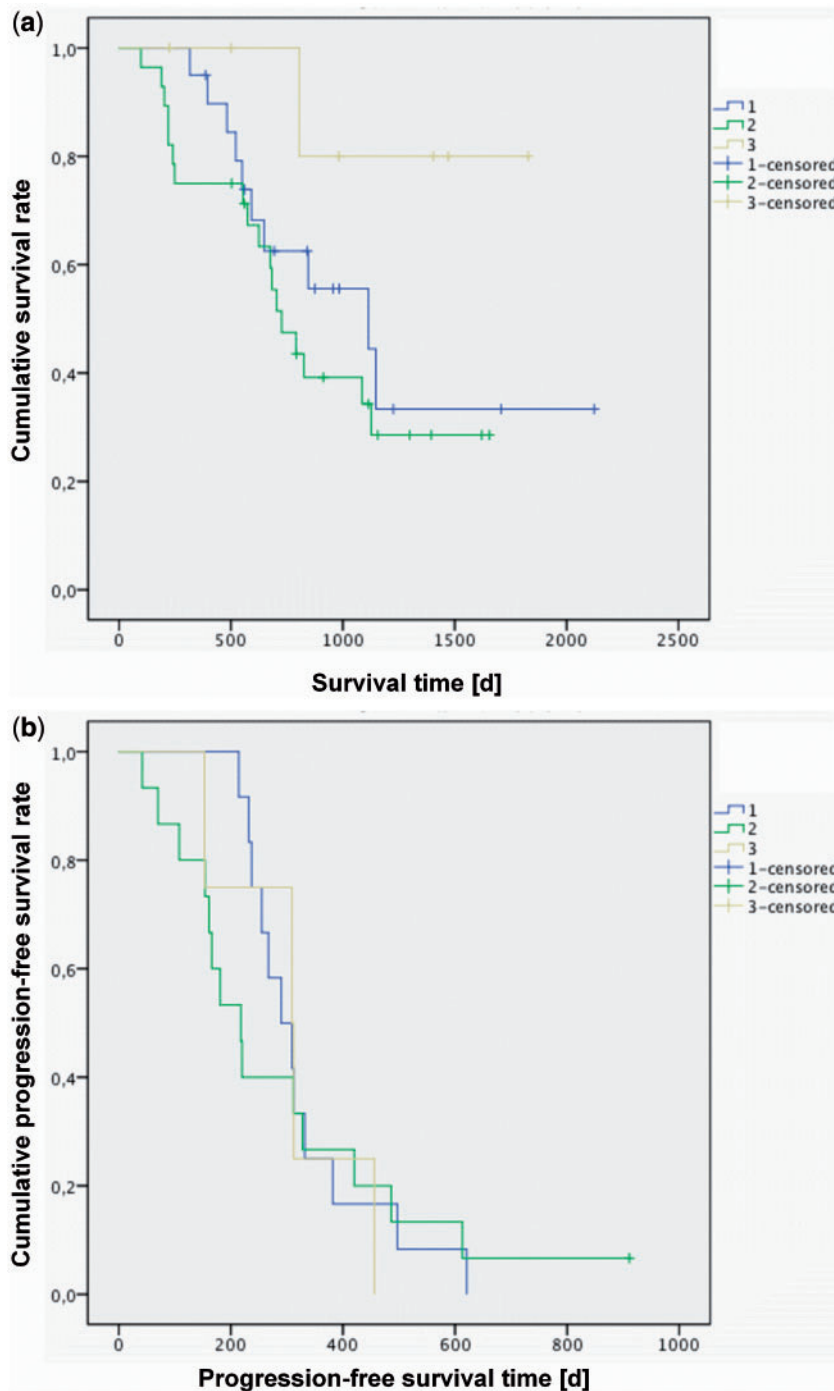 (a)
1,0
0,8
0,6
0,4
0,2
0,0
Cumulative survival rate
0 500 1000 1500 2000 2500
Survival time [d]
1
2
3
1-censored
2-censored
3-censored
(b)
1,0
0,8
0,6
0,4
0,2
0,0
Cumulative progression-free survival rate
0 200 400 600 800 1000
Progression-free survival time [d]
1
2
3
1-censored
2-censored
3-censored